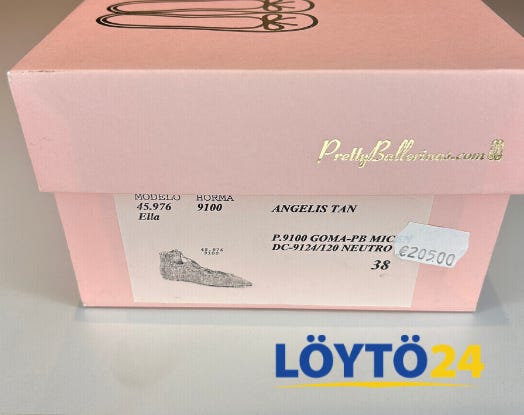 PrettyBallerinas.com
MODELO HORMA
45.976 9100 ANGELIS TAN
Ella
P.9100 GOMA-PB MIC
DC-9124/120 NEUTRO
€205.00
45.976
9100
38
LÖYTÖ24